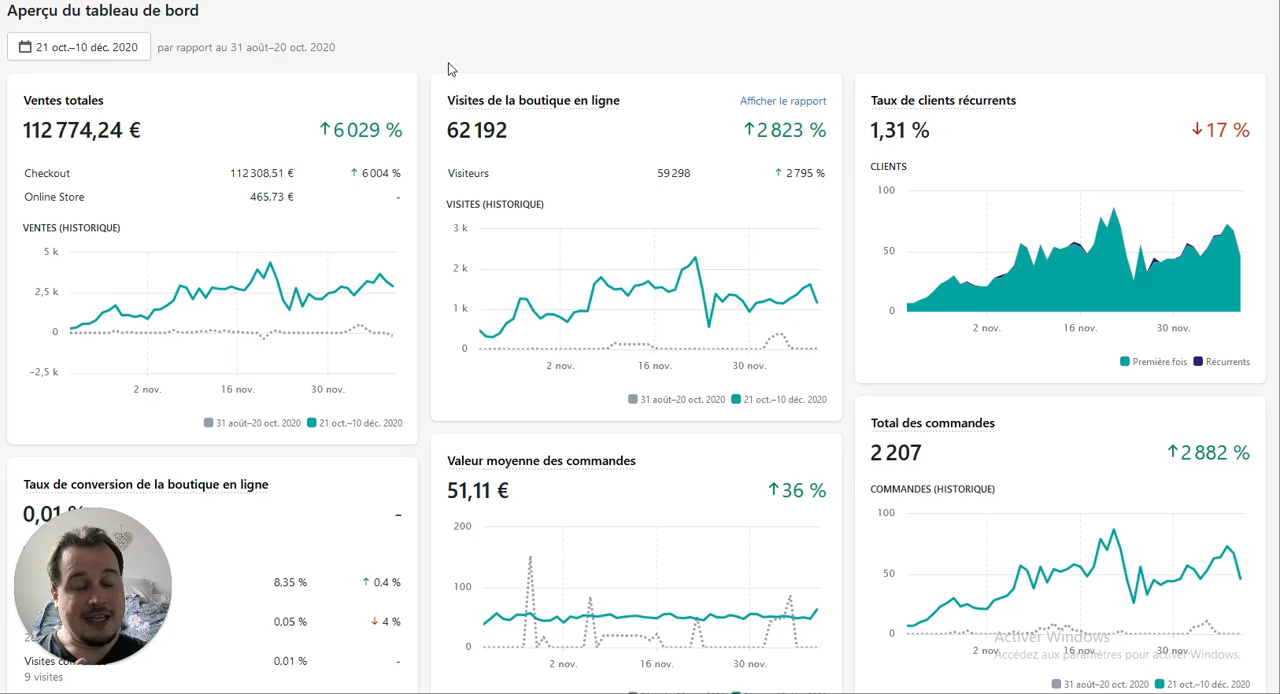 Aperçu du tableau de bord
21 oct.–10 déc. 2020 par rapport au 31 août–20 oct. 2020
Ventes totales
112 774,24 € ↑6 029 %
Checkout 112 308,51 € ↑ 6 004 %
Online Store 465,73 € -
VENTES (HISTORIQUE)
5 k
2,5 k
0
−2,5 k
2 nov. 16 nov. 30 nov.
31 août–20 oct. 2020 21 oct.–10 déc. 2020
Taux de conversion de la boutique en ligne
0,01 % -
8,35 % ↑ 0,4 %
0,05 % ↓ 4 %
Visites
0,01 % -
9 visites
Visites de la boutique en ligne Afficher le rapport
62 192 ↑2 823 %
Visiteurs 59 298 ↑ 2 795 %
VISITES (HISTORIQUE)
3 k
2 k
1 k
0
2 nov. 16 nov. 30 nov.
31 août–20 oct. 2020 21 oct.–10 déc. 2020
Valeur moyenne des commandes
51,11 € ↑36 %
200
100
0
2 nov. 16 nov. 30 nov.
Taux de clients récurrents
1,31 % ↓17 %
CLIENTS
100
50
0
2 nov. 16 nov. 30 nov.
Première fois Récurrents
Total des commandes
2 207 ↑2 882 %
COMMANDES (HISTORIQUE)
100
50
0
2 nov. 16 nov. 30 nov.
31 août–20 oct. 2020 21 oct.–10 déc. 2020
Activer Windows
Accédez aux paramètres pour activer Windows.